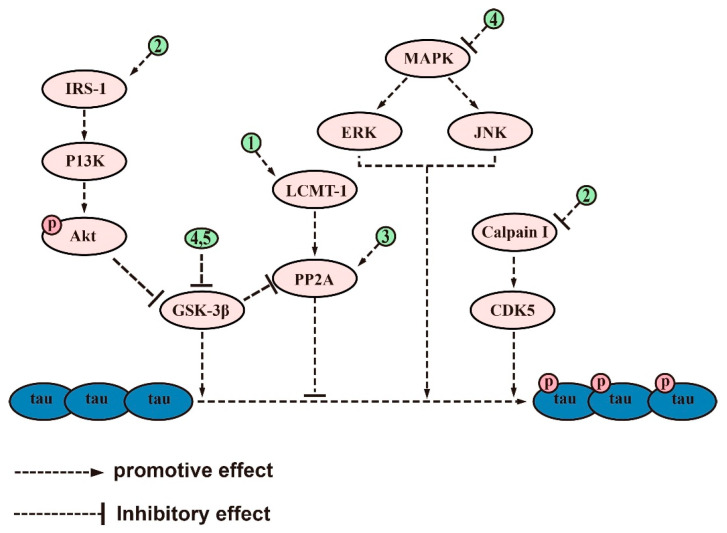 2
4
IRS-1
MAPK
ERK
JNK
1
P13K
LCMT-1
2
p
Akt
4,5
3
Calpain I
PP2A
GSK-3β
CDK5
p
p
p
tau
tau
tau
tau
tau
tau
promotive effect
Inhibitory effect